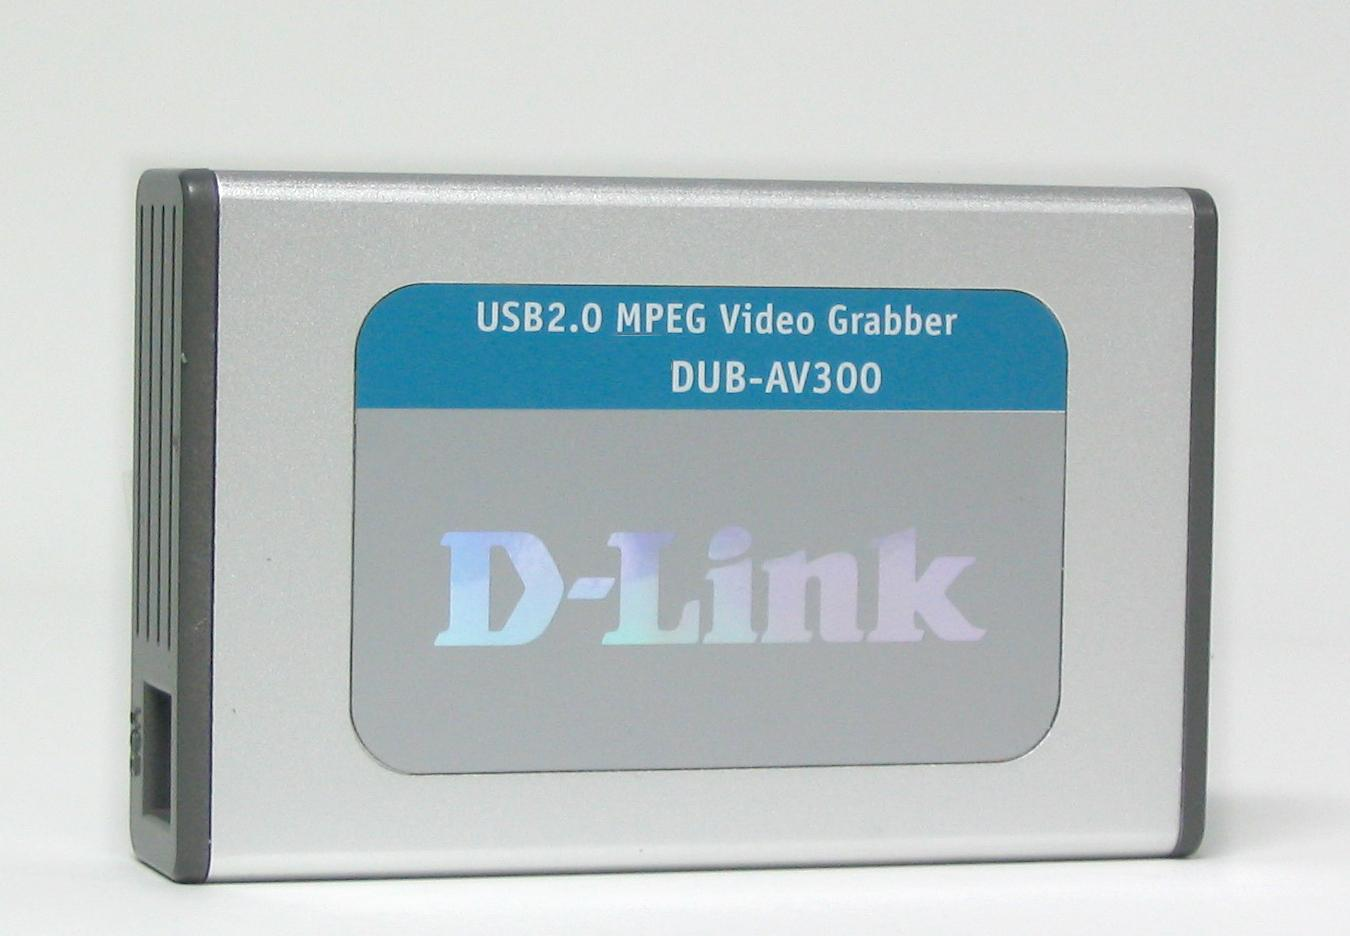 USB2.0 MPEG Video Grabber
DUB-AV300
D-Link